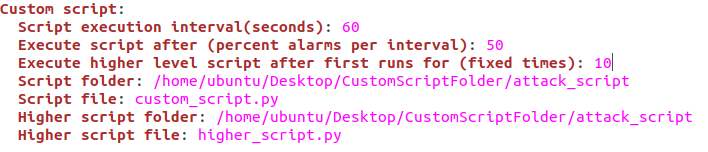 Custom script:
Script execution interval(seconds): 60
Execute script after (percent alarms per interval): 50
Execute higher level script after first runs for (fixed times): 10
Script folder: /home/ubuntu/Desktop/CustomScriptFolder/attack_script
Script file: custom_script.py
Higher script folder: /home/ubuntu/Desktop/CustomScriptFolder/attack_script
Higher script file: higher_script.py